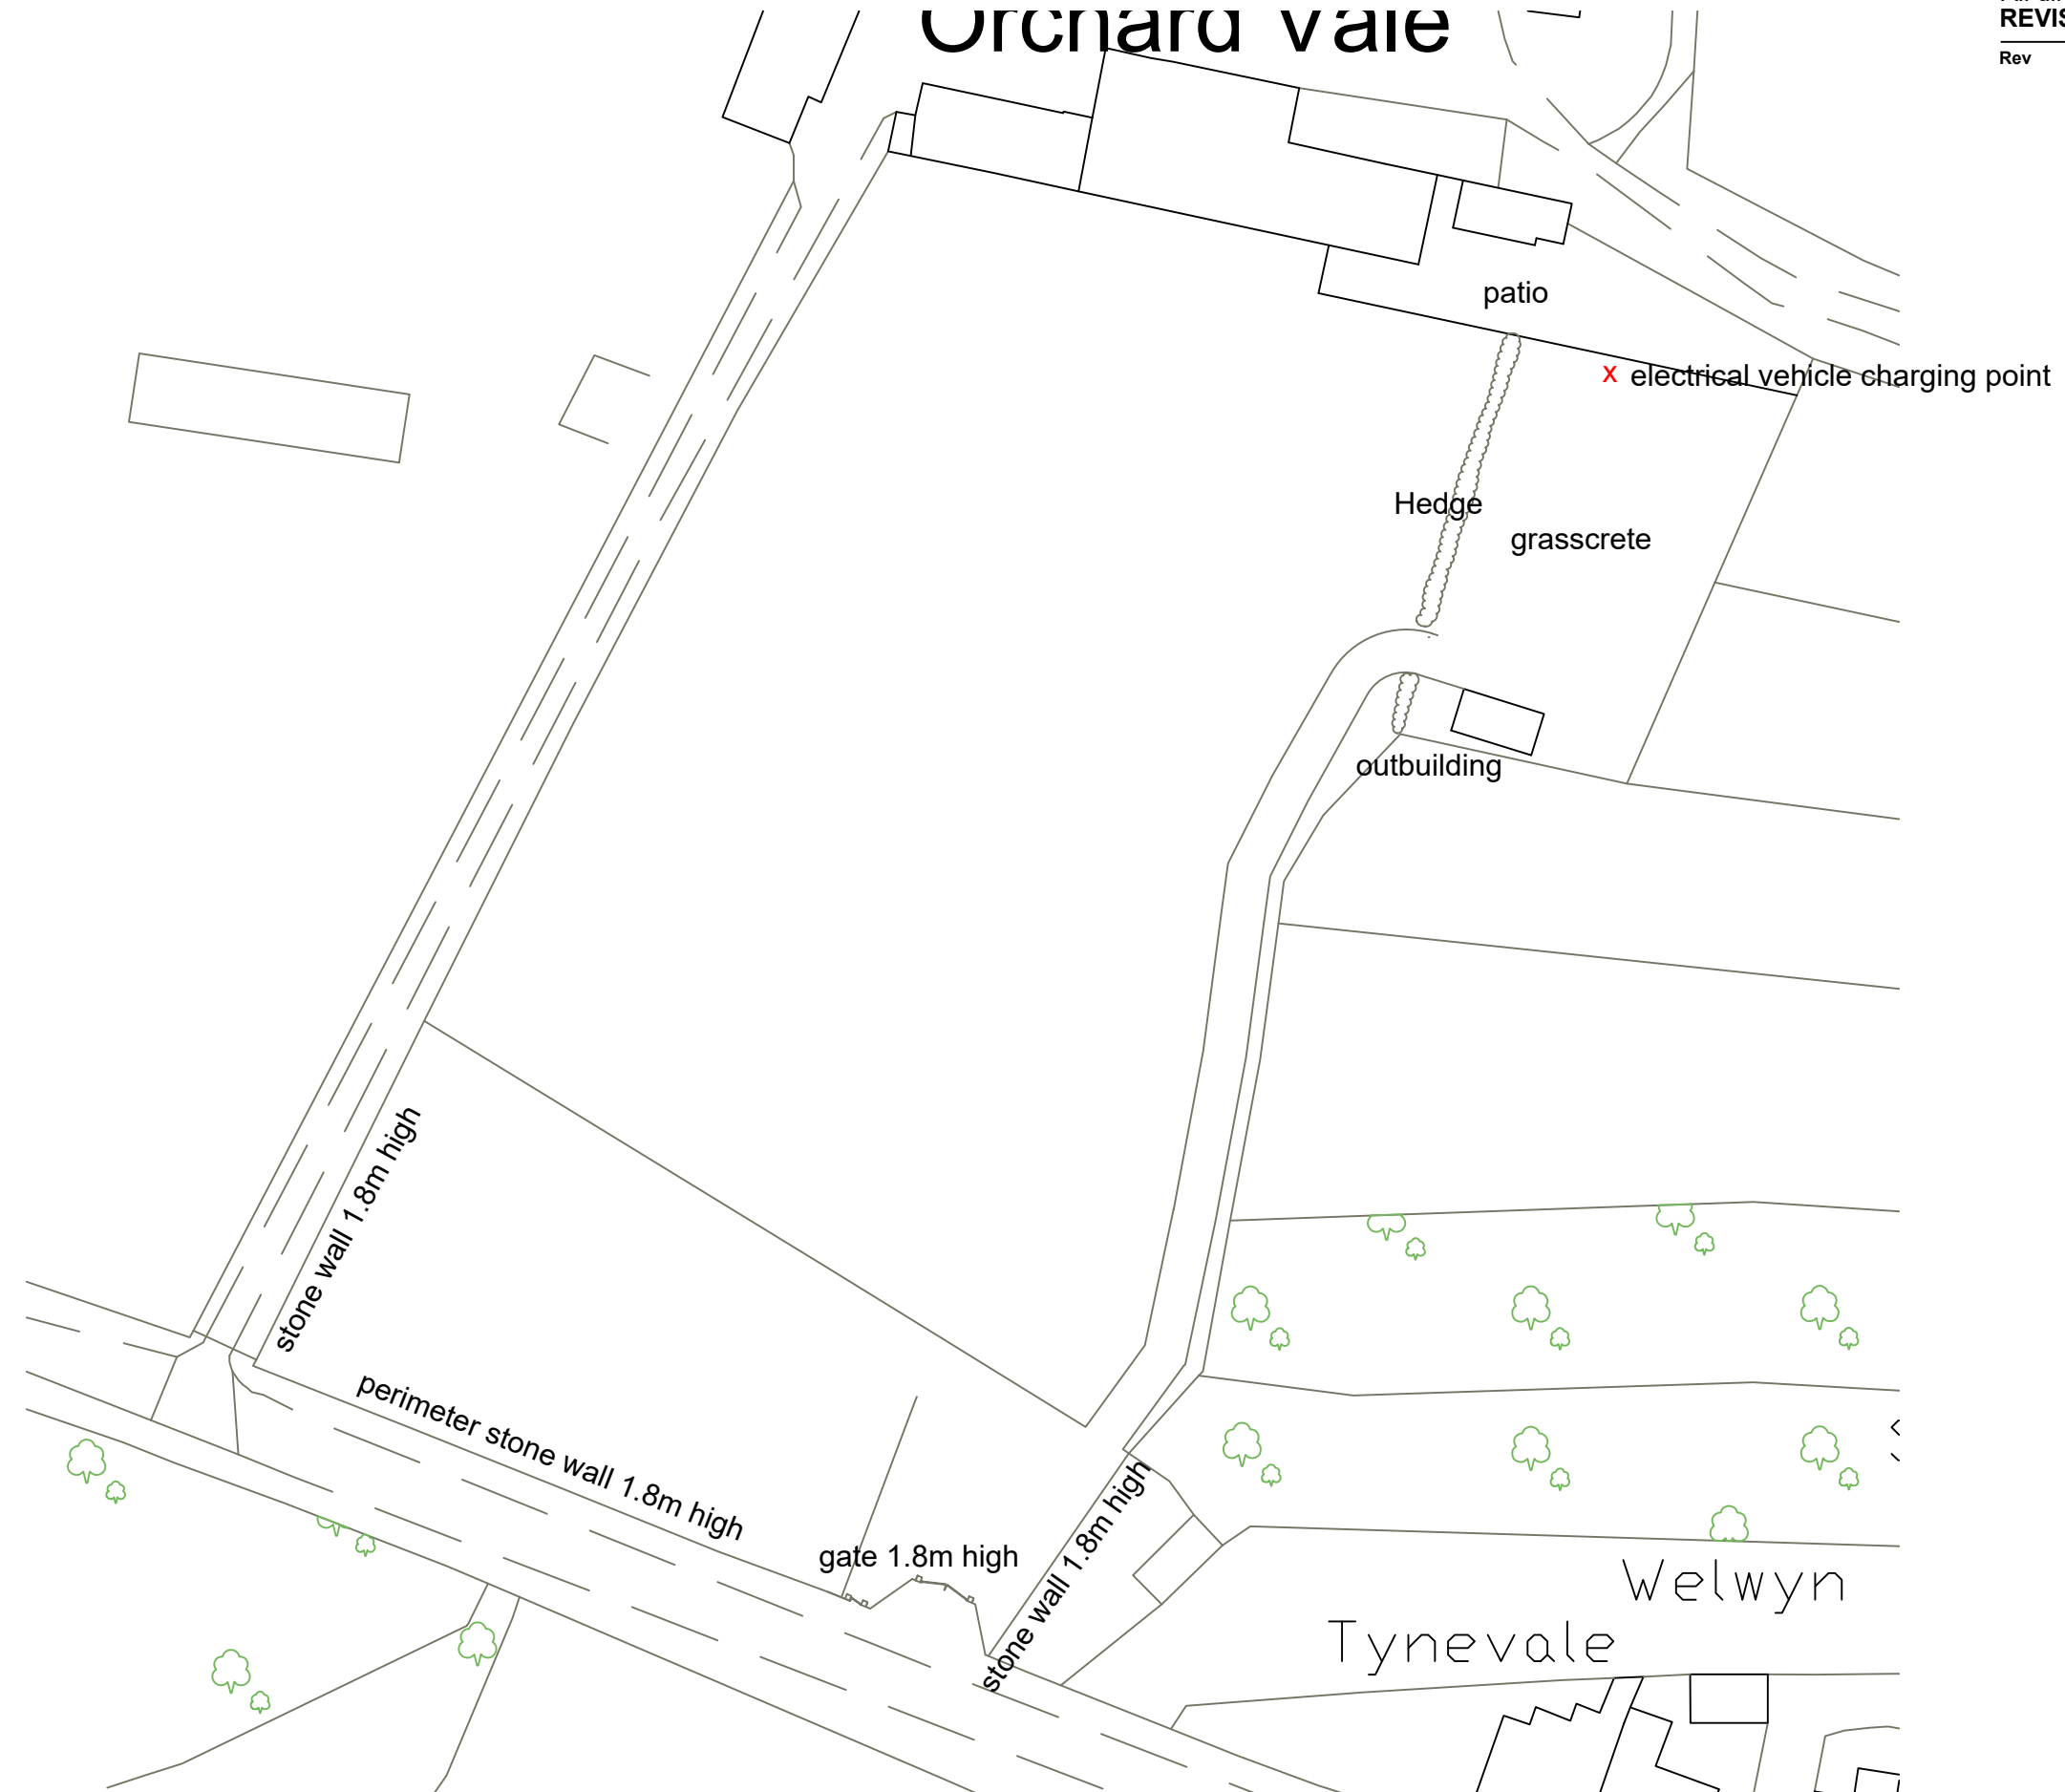 Orchard Vale
REVIS
Rev
patio
x electrical vehicle charging point
Hedge
grasscrete
outbuilding
stone wall 1.8m high
perimeter stone wall 1.8m high
gate 1.8m high
stone wall 1.8m high
Welwyn
Tynevale